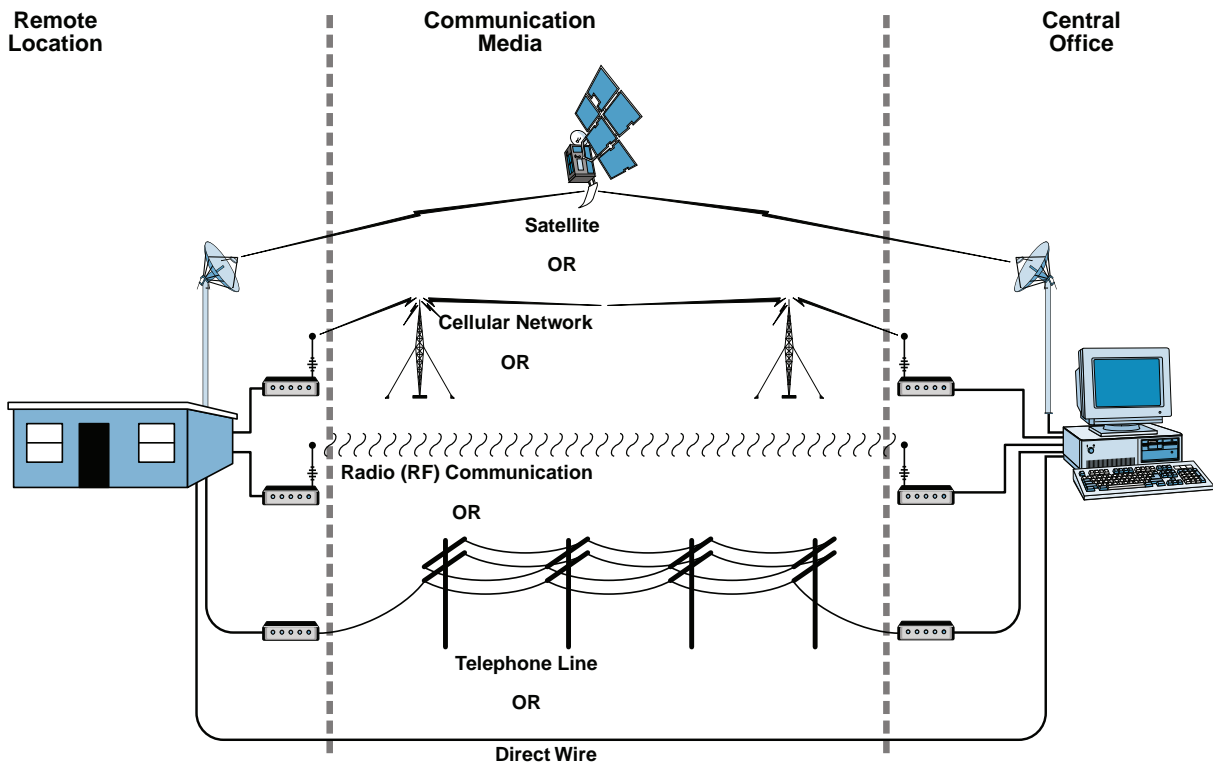 Remote
Location
Communication
Media
Central
Office
Satellite
OR
Cellular Network
OR
Radio (RF) Communication
OR
Telephone Line
OR
Direct Wire